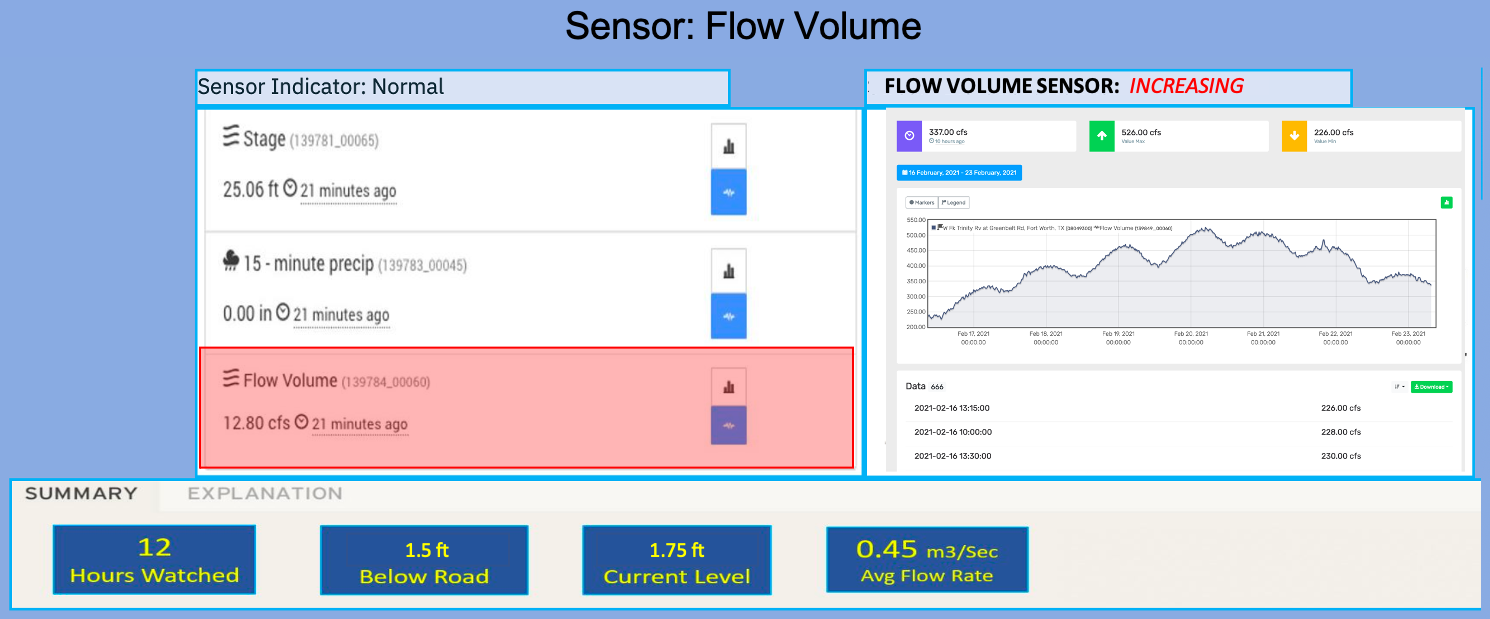 Sensor: Flow Volume
Sensor Indicator: Normal
Stage (139781_00065)
25.06 ft 21 minutes ago
15 - minute precip (139783_00045)
0.00 in 21 minutes ago
Flow Volume (139784_00060)
12.80 cfs 21 minutes ago
FLOW VOLUME SENSOR: INCREASING
337.00 cfs
10 hours ago
526.00 cfs
Value Max
226.00 cfs
Value Min
16 February, 2021 - 23 February, 2021
Markers Legend
W Fk Trinity Rv at Greenbelt Rd, Fort Worth, TX Flow Volume
550.00
500.00
450.00
400.00
350.00
300.00
250.00
200.00
Feb 17, 2021 Feb 18, 2021 Feb 19, 2021 Feb 20, 2021 Feb 21, 2021 Feb 22, 2021 Feb 23, 2021
00:00:00 00:00:00 00:00:00 00:00:00 00:00:00 00:00:00 00:00:00
Data 666
Download
2021-02-16 13:15:00 226.00 cfs
2021-02-16 10:00:00 228.00 cfs
2021-02-16 13:30:00 230.00 cfs
SUMMARY EXPLANATION
12
Hours Watched
1.5 ft
Below Road
1.75 ft
Current Level
0.45 m3/Sec
Avg Flow Rate